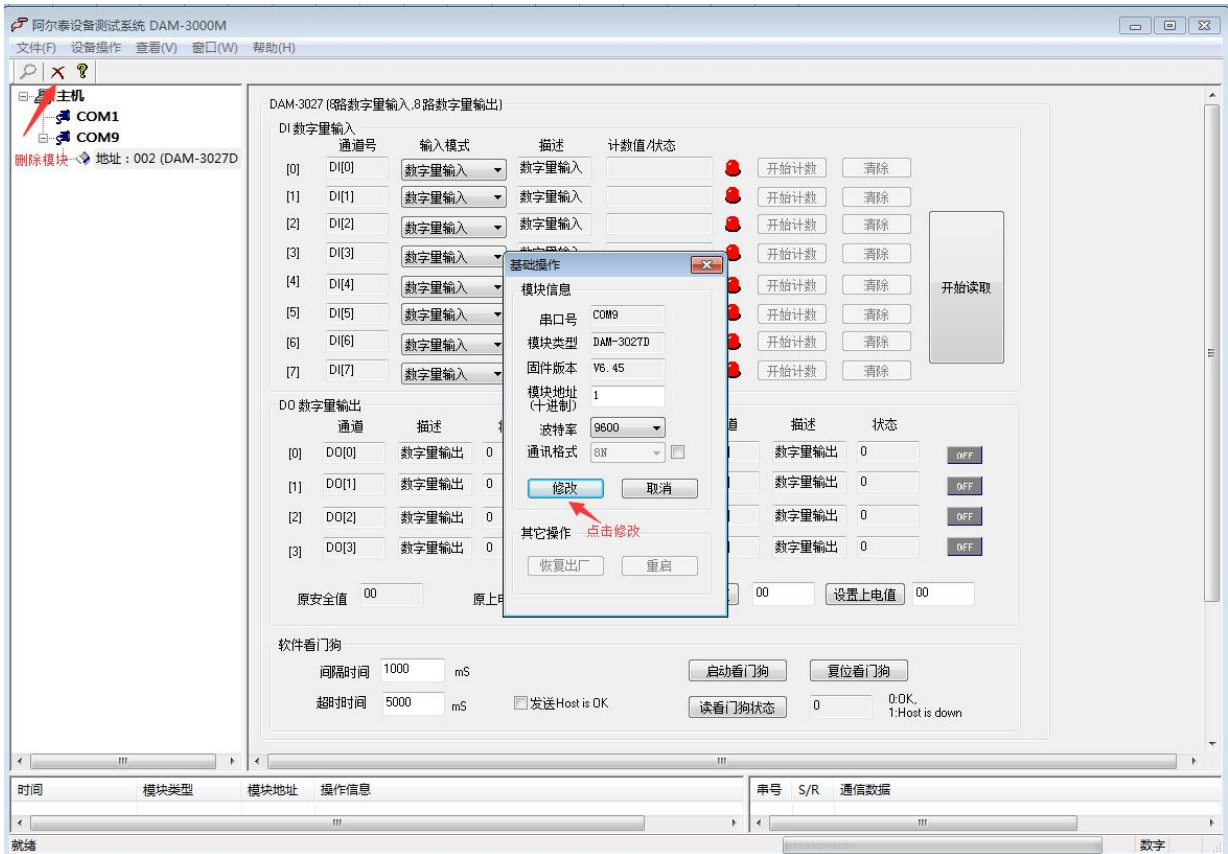 阿尔泰设备测试系统 DAM-3000M
文件(F) 设备操作 查看(V) 窗口(W) 帮助(H)
主机
COM1
COM9
地址：002 (DAM-3027D
删除模块
DAM-3027 (8路数字量输入,8路数字量输出)
DI 数字量输入
通道号 输入模式 描述 计数值/状态
[0] DI[0] 数字量输入 数字量输入 开始计数 清除
[1] DI[1] 数字量输入 数字量输入 开始计数 清除
[2] DI[2] 数字量输入 数字量输入 开始计数 清除
[3] DI[3] 数字量输入 开始计数 清除
[4] DI[4] 数字量输入 开始计数 清除
[5] DI[5] 数字量输入 开始计数 清除
[6] DI[6] 数字量输入 开始计数 清除
[7] DI[7] 数字量输入 开始计数 清除
开始读取
DO 数字量输出
通道 描述
[0] DO[0] 数字量输出 0
[1] DO[1] 数字量输出 0
[2] DO[2] 数字量输出 0
[3] DO[3] 数字量输出 0
描述 状态
数字量输出 0 OFF
数字量输出 0 OFF
数字量输出 0 OFF
数字量输出 0 OFF
原安全值 00 00 设置上电值 00
基础操作
模块信息
串口号 COM9
模块类型 DAM-3027D
固件版本 V6.45
模块地址 1
(十进制)
波特率 9600
通讯格式 8N
修改 取消
其它操作
点击修改
恢复出厂 重启
软件看门狗
间隔时间 1000 mS
启动看门狗 复位看门狗
超时时间 5000 mS
发送Host is OK
读看门狗状态 0
0:OK,
1:Host is down
时间 模块类型 模块地址 操作信息
串号 S/R 通信数据
就绪
数字